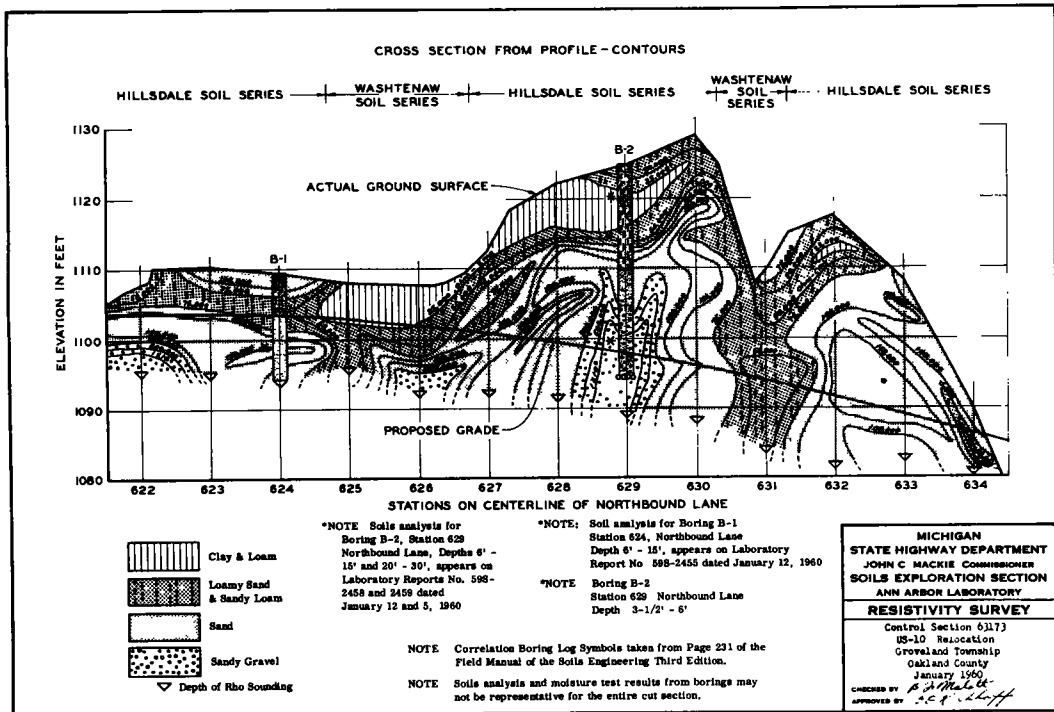 CROSS SECTION FROM PROFILE - CONTOURS
HILLSDALE SOIL SERIES
WASHTENAW
SOIL SERIES
HILLSDALE SOIL SERIES
WASHTENAW
SOIL
SERIES
HILLSDALE SOIL SERIES
ELEVATION IN FEET
1130
1120
1110
1100
1090
1080
B-1
B-2
ACTUAL GROUND SURFACE
PROPOSED GRADE
622 623 624 625 626 627 628 629 630 631 632 633 634
STATIONS ON CENTERLINE OF NORTHBOUND LANE
Clay & Loam
Loamy Sand
& Sandy Loam
Sand
Sandy Gravel
Depth of Rho Sounding
*NOTE Soils analysis for
Boring B-2, Station 629
Northbound Lane, Depths 6' -
15' and 20' - 30', appears on
Laboratory Reports No. 59S-
2458 and 2459 dated
January 12 and 5, 1960
*NOTE: Soil analysis for Boring B-1
Station 624, Northbound Lane
Depth 6' - 15', appears on Laboratory
Report No 59S-2455 dated January 12, 1960
*NOTE Boring B-2
Station 629 Northbound Lane
Depth 3-1/2' - 6'
NOTE Correlation Boring Log Symbols taken from Page 231 of the
Field Manual of the Soils Engineering Third Edition.
NOTE Soils analysis and moisture test results from borings may
not be representative for the entire cut section.
MICHIGAN
STATE HIGHWAY DEPARTMENT
JOHN C MACKIE COMMISSIONER
SOILS EXPLORATION SECTION
ANN ARBOR LABORATORY
RESISTIVITY SURVEY
Control Section 63173
US-10 Relocation
Groveland Township
Oakland County
January 1960
CHECKED BY
APPROVED BY